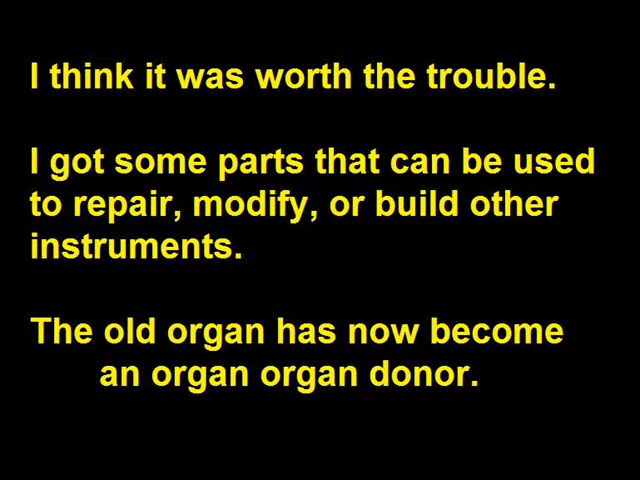 I think it was worth the trouble.
I got some parts that can be used
to repair, modify, or build other
instruments.
The old organ has now become
an organ organ donor.